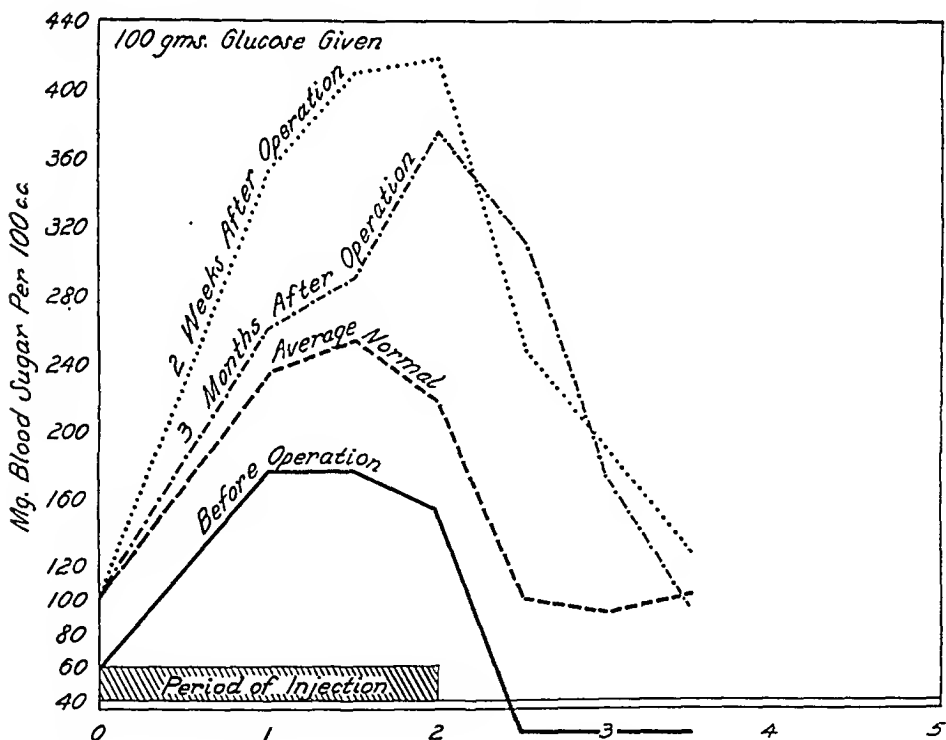 440
100 gms. Glucose Given
400
360
320
280
240
200
160
120
100
80
60
40
Mg. Blood Sugar Per 100 c.c.
2 Weeks After Operation
3 Months After Operation
Average Normal
Before Operation
Period of Injection
0 1 2 3 4 5